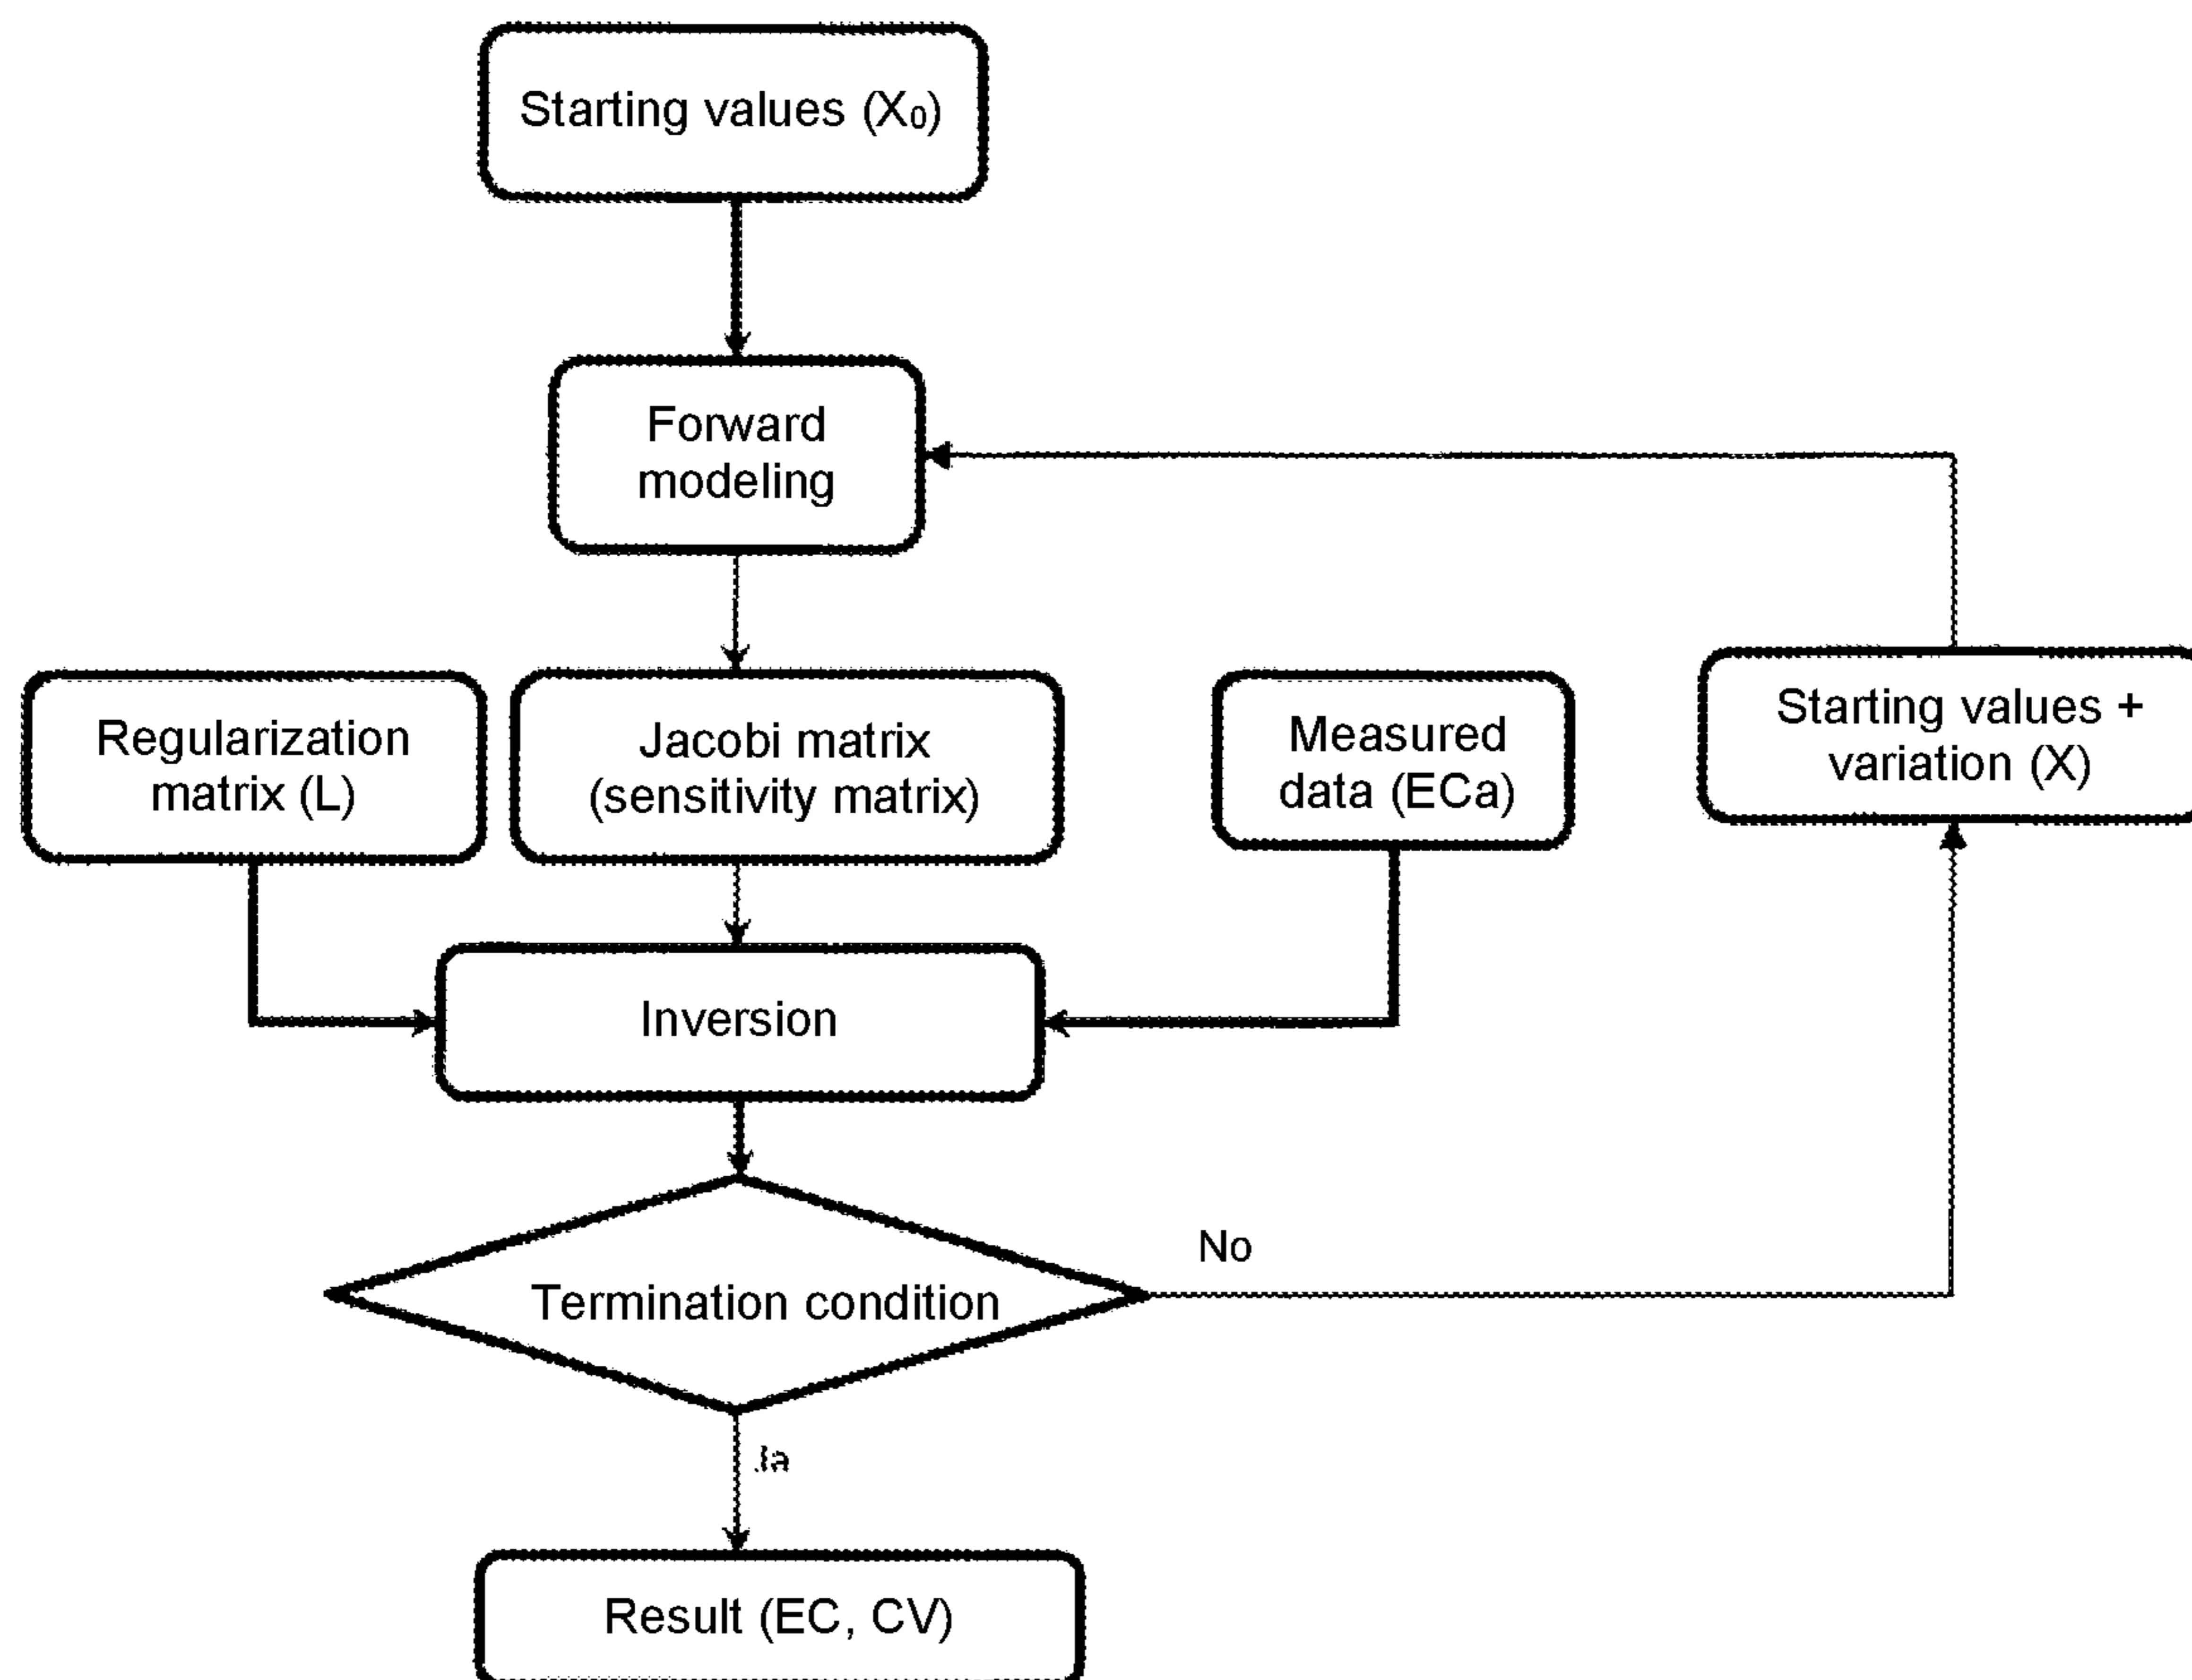 Starting values (X₀)
Forward
modeling
Regularization
matrix (L)
Jacobi matrix
(sensitivity matrix)
Measured
data (ECa)
Starting values +
variation (X)
Inversion
No
Termination condition
Ja
Result (EC, CV)